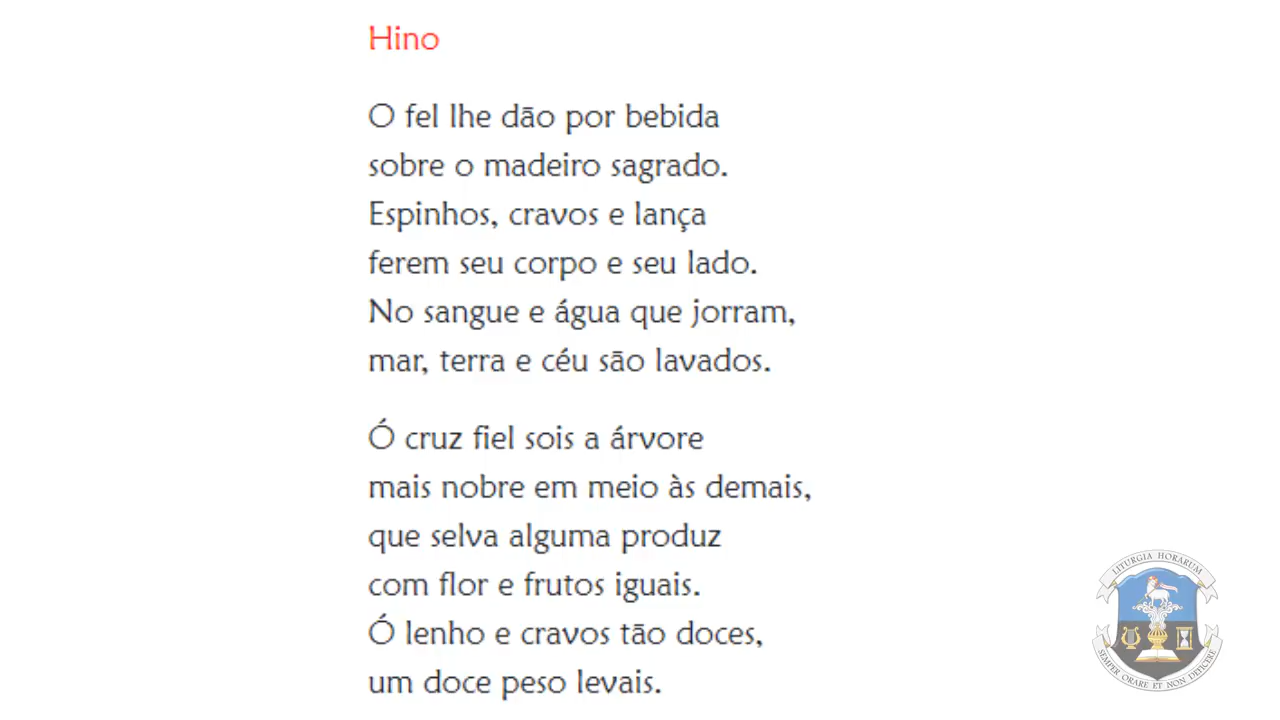 Hino
O fel lhe dão por bebida
sobre o madeiro sagrado.
Espinhos, cravos e lança
ferem seu corpo e seu lado.
No sangue e água que jorram,
mar, terra e céu são lavados.
Ó cruz fiel sois a árvore
mais nobre em meio às demais,
que selva alguma produz
com flor e frutos iguais.
Ó lenho e cravos tão doces,
um doce peso levais.
LITURGIA HORARUM
SEMPER ORARE ET NON DEFICERE